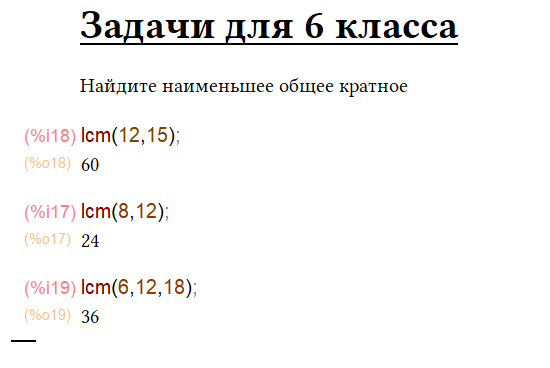 Задачи для 6 класса
Найдите наименьшее общее кратное
(%i18) lcm(12,15);
(%o18) 60
(%i17) lcm(8,12);
(%o17) 24
(%i19) lcm(6,12,18);
(%o19) 36